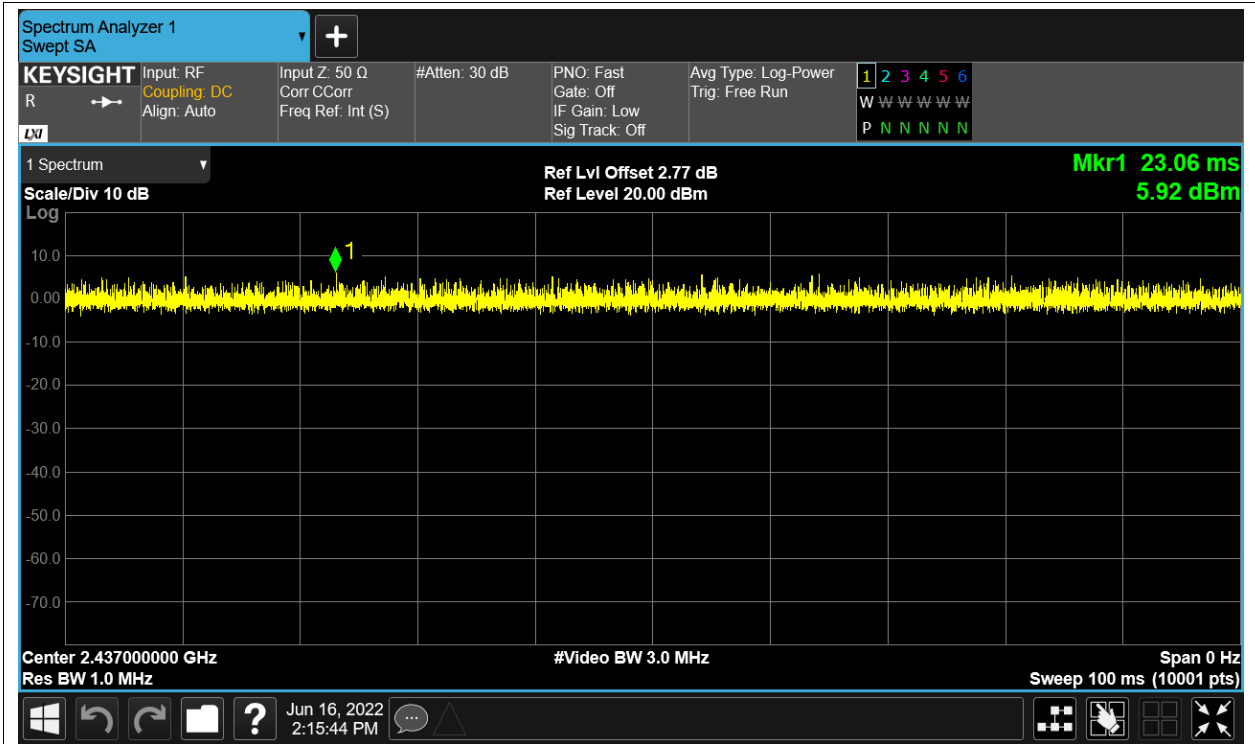 Spectrum Analyzer 1
Swept SA
▼
+
KEYSIGHT
R
LXI
Input: RF
Coupling: DC
Align: Auto
Input Z: 50 Ω
Corr CCorr
Freq Ref: Int (S)
#Atten: 30 dB
PNO: Fast
Gate: Off
IF Gain: Low
Sig Track: Off
Avg Type: Log-Power
Trig: Free Run
1 2 3 4 5 6
W W W W W W
P N N N N N
1 Spectrum ▼
Ref Lvl Offset 2.77 dB
Mkr1 23.06 ms
Scale/Div 10 dB
Ref Level 20.00 dBm
5.92 dBm
Log
1
10.0
0.00
-10.0
-20.0
-30.0
-40.0
-50.0
-60.0
-70.0
Center 2.437000000 GHz
#Video BW 3.0 MHz
Span 0 Hz
Res BW 1.0 MHz
Sweep 100 ms (10001 pts)
?
Jun 16, 2022
2:15:44 PM